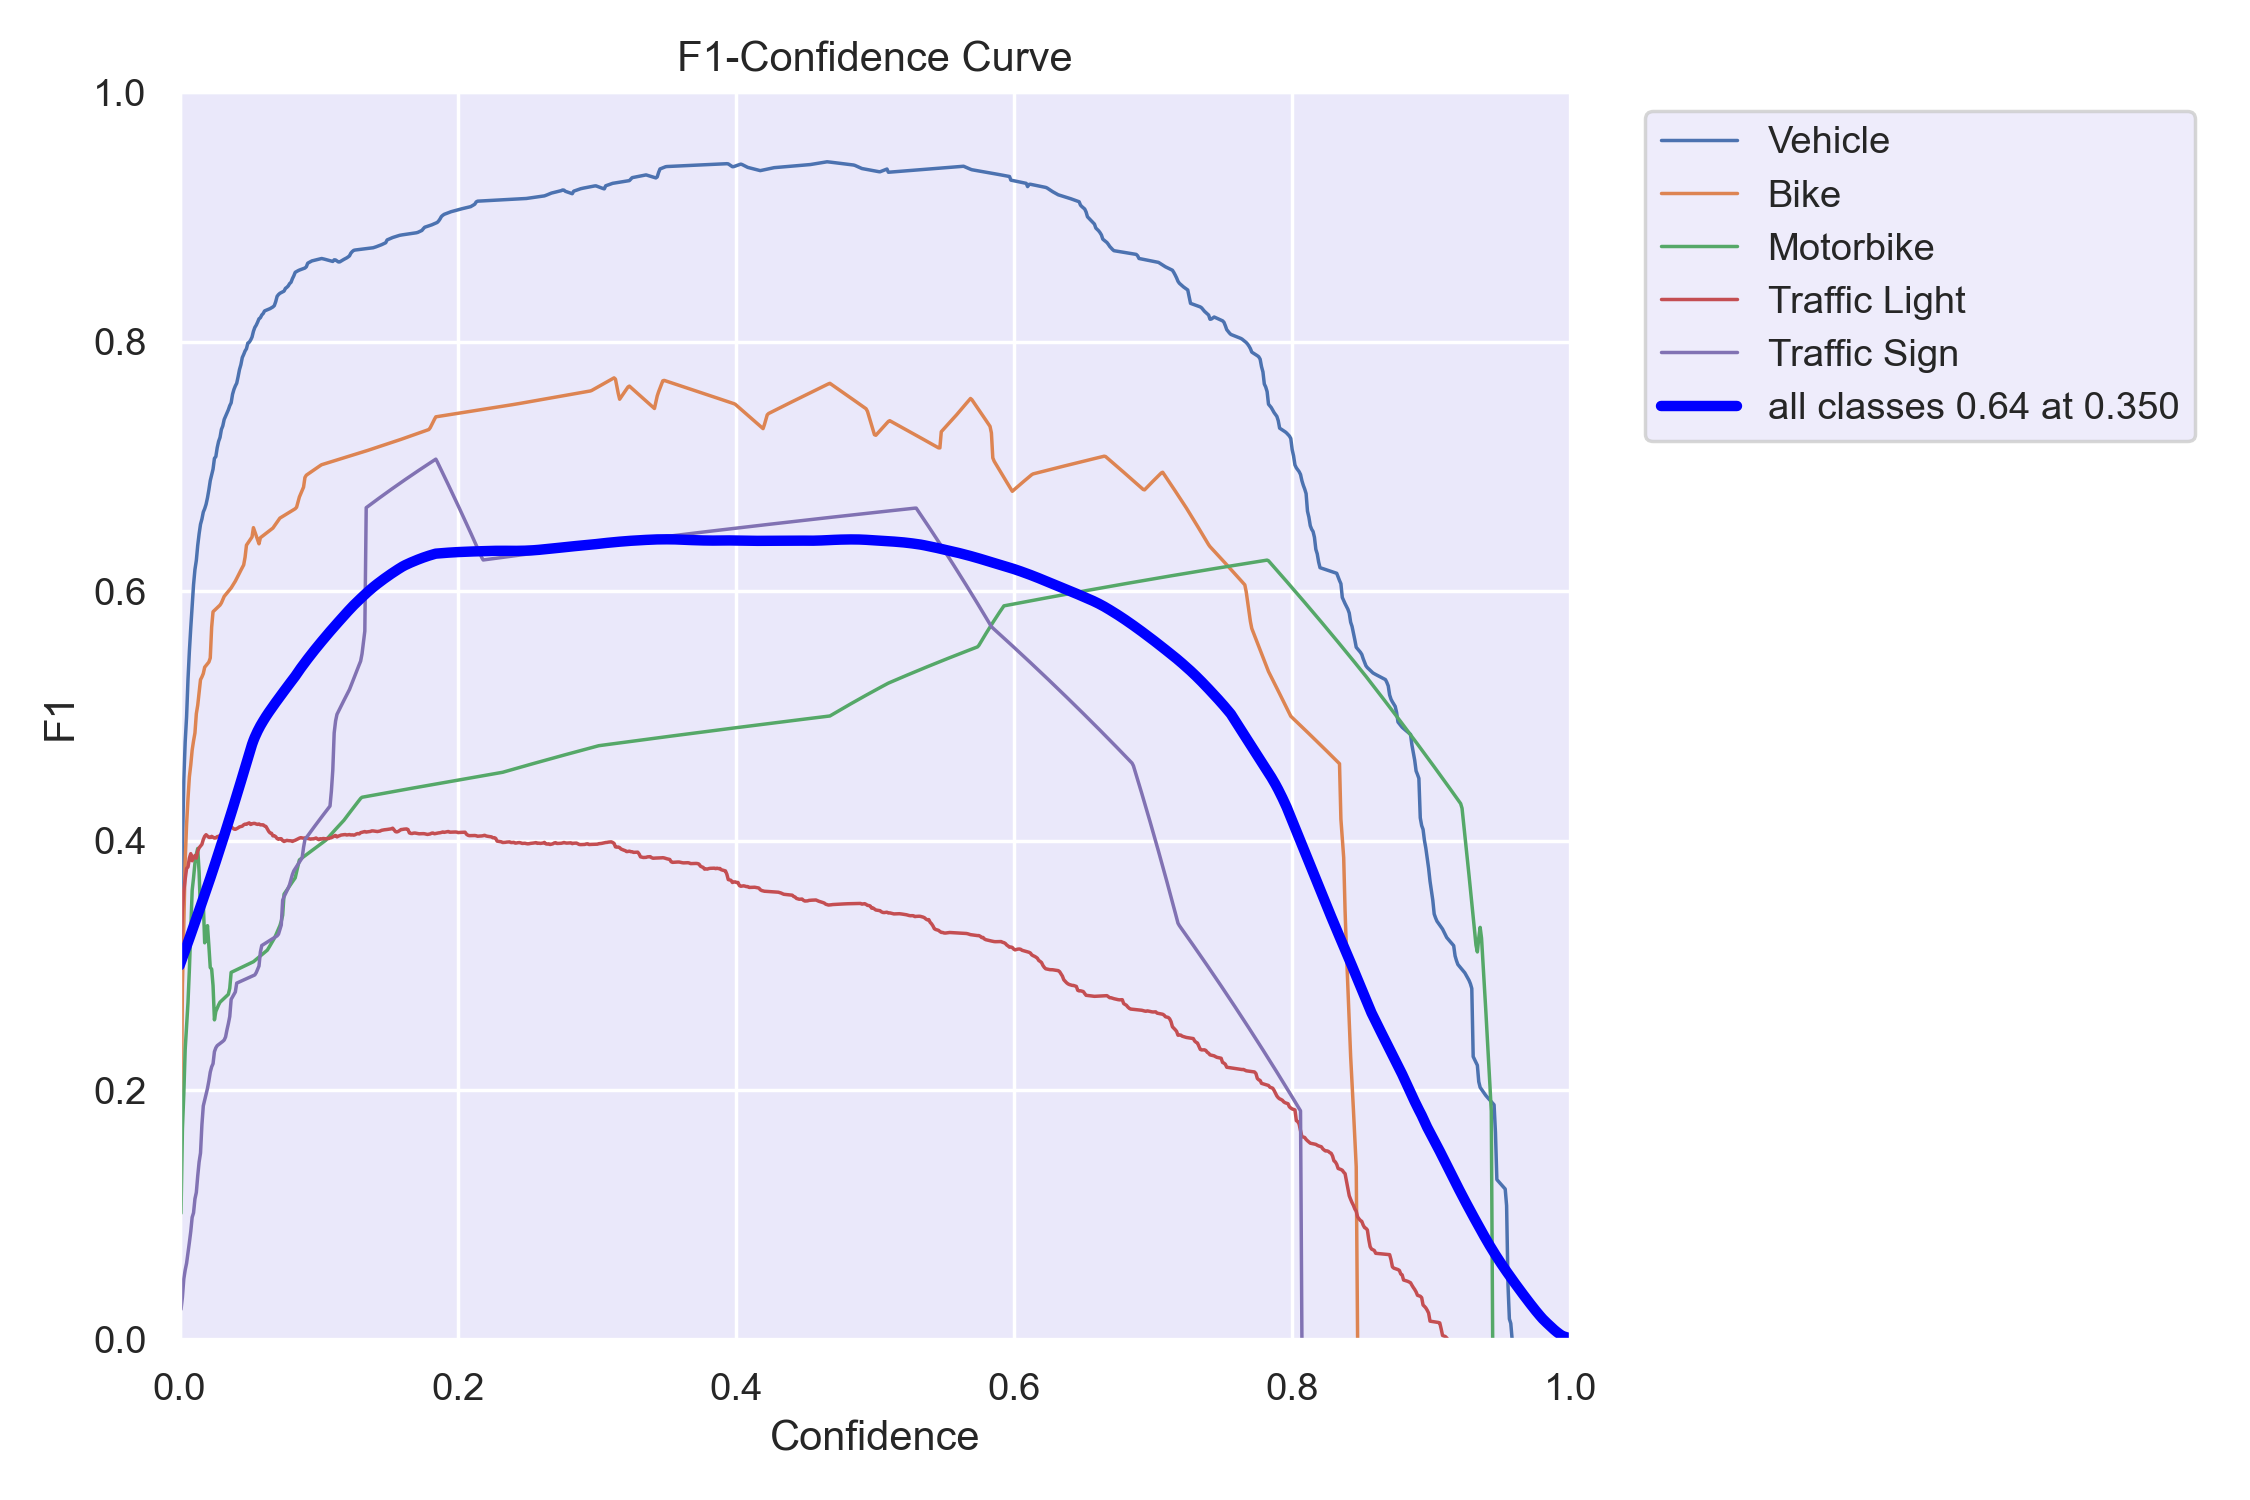 F1-Confidence Curve
1.0
0.8
0.6
0.4
0.2
0.0
F1
0.0 0.2 0.4 0.6 0.8 1.0
Confidence
Vehicle
Bike
Motorbike
Traffic Light
Traffic Sign
all classes 0.64 at 0.350